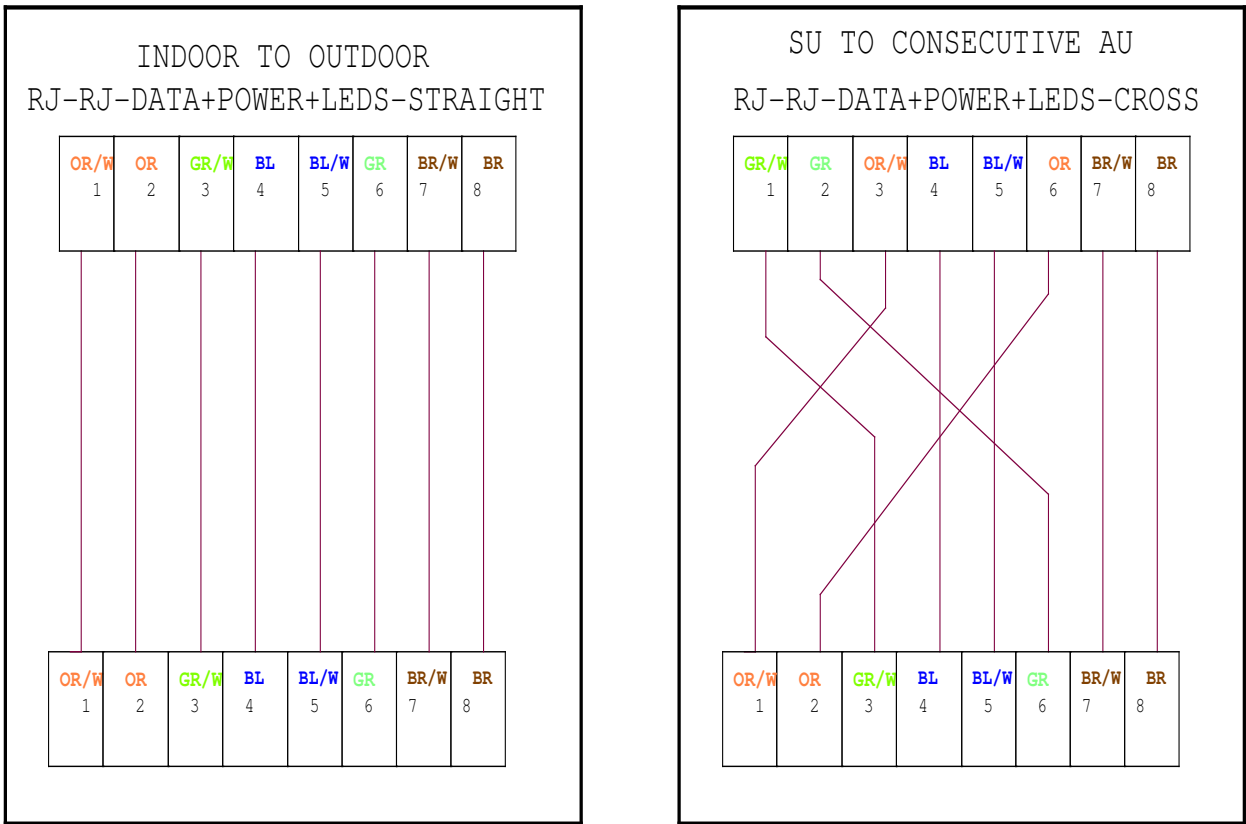 INDOOR TO OUTDOOR
RJ-RJ-DATA+POWER+LEDS-STRAIGHT
OR/W OR GR/W BL BL/W GR BR/W BR
1 2 3 4 5 6 7 8
OR/W OR GR/W BL BL/W GR BR/W BR
1 2 3 4 5 6 7 8
SU TO CONSECUTIVE AU
RJ-RJ-DATA+POWER+LEDS-CROSS
GR/W GR OR/W BL BL/W OR BR/W BR
1 2 3 4 5 6 7 8
OR/W OR GR/W BL BL/W GR BR/W BR
1 2 3 4 5 6 7 8